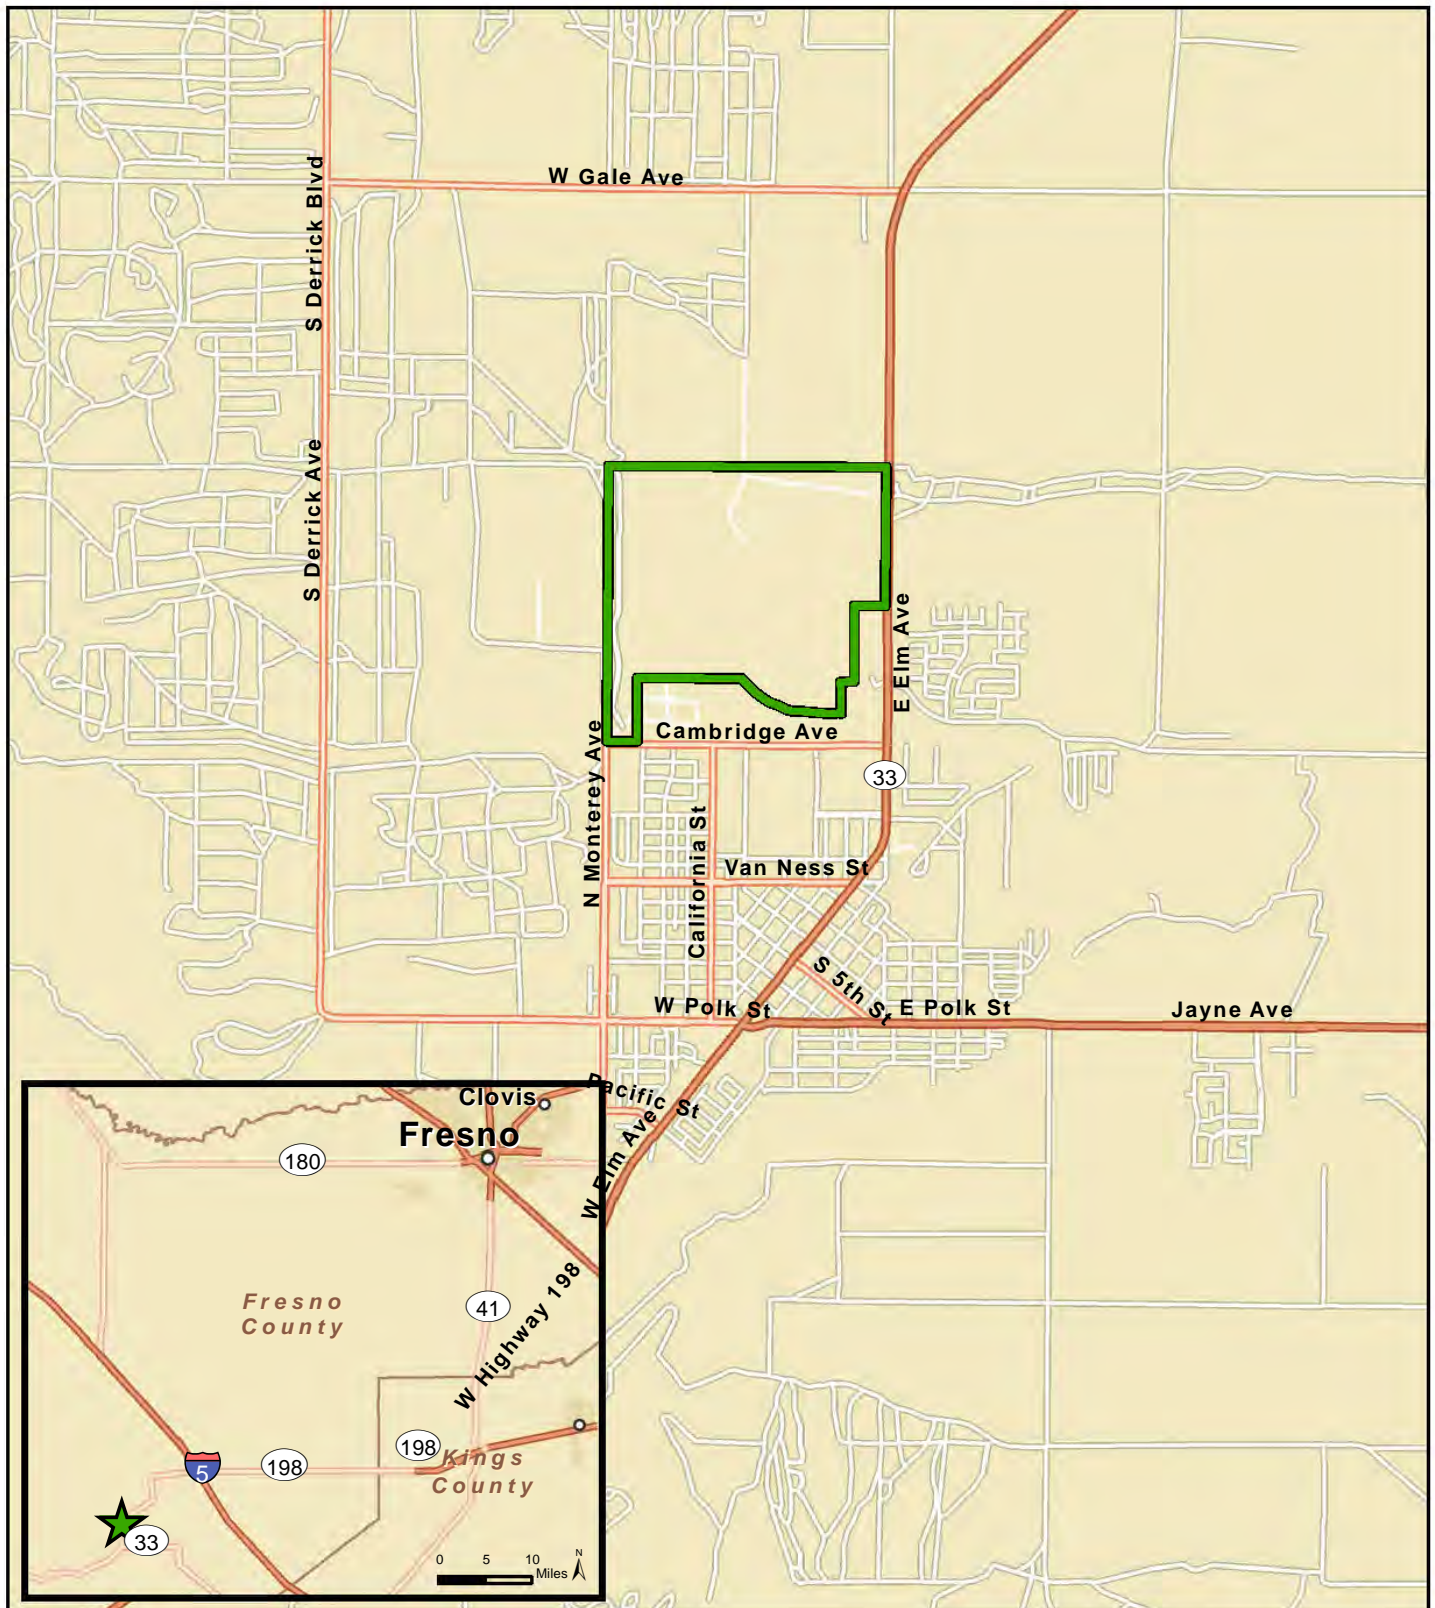 W Gale Ave
S Derrick Blvd
S Derrick Ave
E Elm Ave
Cambridge Ave
33
N Monterey Ave
California St
Van Ness St
S 5th St
W Polk St
E Polk St
Jayne Ave
Pacific St
W Elm Ave
W Highway 198
Clovis
Fresno
180
Fresno
County
41
198
198
Kings
County
5
33
0 5 10
Miles
N